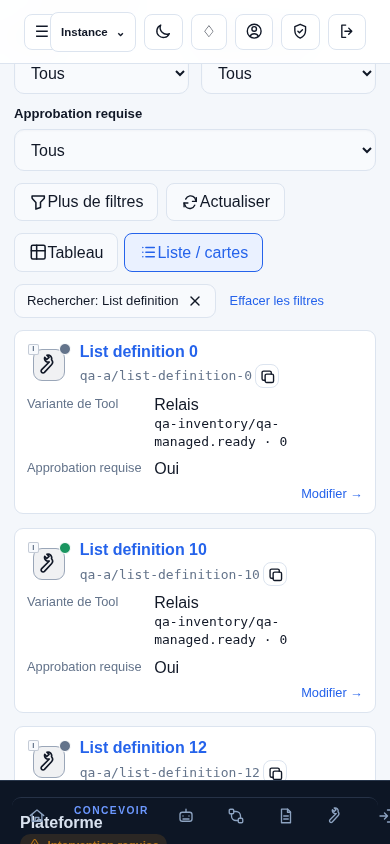 Instance
Tous Tous
Approbation requise
Tous
Plus de filtres Actualiser
Tableau Liste / cartes
Rechercher: List definition Effacer les filtres
I
List definition 0
qa-a/list-definition-0
Variante de Tool Relais
qa-inventory/qa-
managed.ready · 0
Approbation requise Oui
Modifier →
I
List definition 10
qa-a/list-definition-10
Variante de Tool Relais
qa-inventory/qa-
managed.ready · 0
Approbation requise Oui
Modifier →
I
List definition 12
qa-a/list-definition-12
CONCEVOIR
Plateforme
Intervention requise